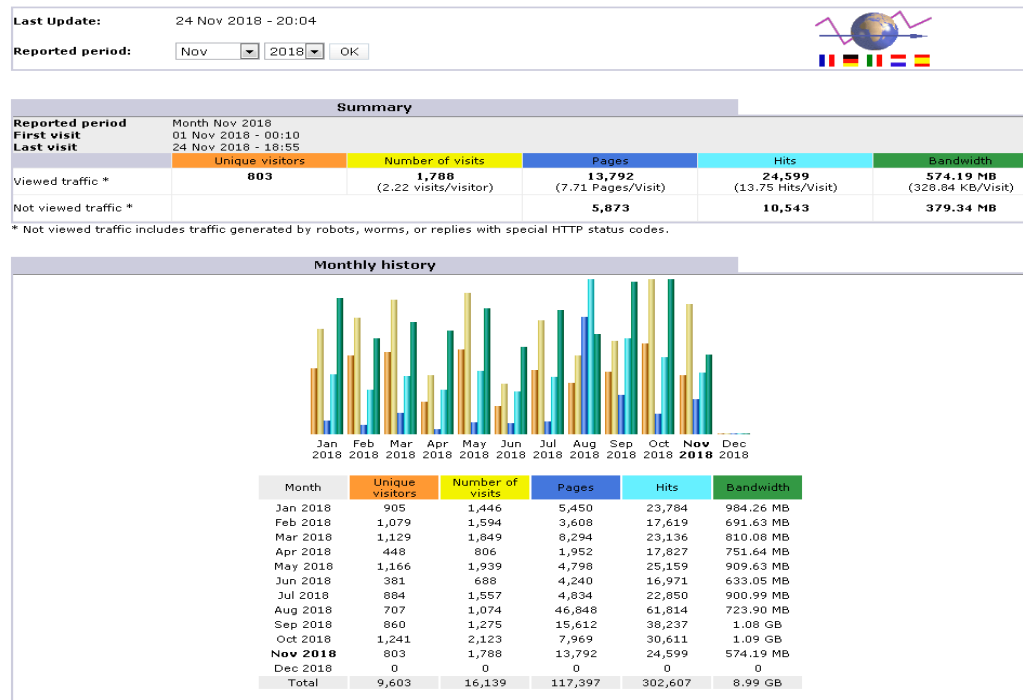 Last Update: 24 Nov 2018 - 20:04
Reported period: Nov 2018 OK
Summary
Reported period Month Nov 2018
First visit 01 Nov 2018 - 00:10
Last visit 24 Nov 2018 - 18:55
Unique visitors Number of visits Pages Hits Bandwidth
Viewed traffic * 803 1,788 13,792 24,599 574.19 MB
(2.22 visits/visitor) (7.71 Pages/Visit) (13.75 Hits/Visit) (328.84 KB/Visit)
Not viewed traffic * 5,873 10,543 379.34 MB
* Not viewed traffic includes traffic generated by robots, worms, or replies with special HTTP status codes.
Monthly history
Jan Feb Mar Apr May Jun Jul Aug Sep Oct Nov Dec
2018 2018 2018 2018 2018 2018 2018 2018 2018 2018 2018 2018
Month Unique visitors Number of visits Pages Hits Bandwidth
Jan 2018 905 1,446 5,450 23,784 984.26 MB
Feb 2018 1,079 1,594 3,608 17,619 691.63 MB
Mar 2018 1,129 1,849 8,294 23,136 810.08 MB
Apr 2018 448 806 1,952 17,827 751.64 MB
May 2018 1,166 1,939 4,798 25,159 909.63 MB
Jun 2018 381 688 4,240 16,971 633.05 MB
Jul 2018 884 1,557 4,834 22,850 900.99 MB
Aug 2018 707 1,074 46,848 61,814 723.90 MB
Sep 2018 860 1,275 15,612 38,237 1.08 GB
Oct 2018 1,241 2,123 7,969 30,611 1.09 GB
Nov 2018 803 1,788 13,792 24,599 574.19 MB
Dec 2018 0 0 0 0 0
Total 9,603 16,139 117,397 302,607 8.99 GB